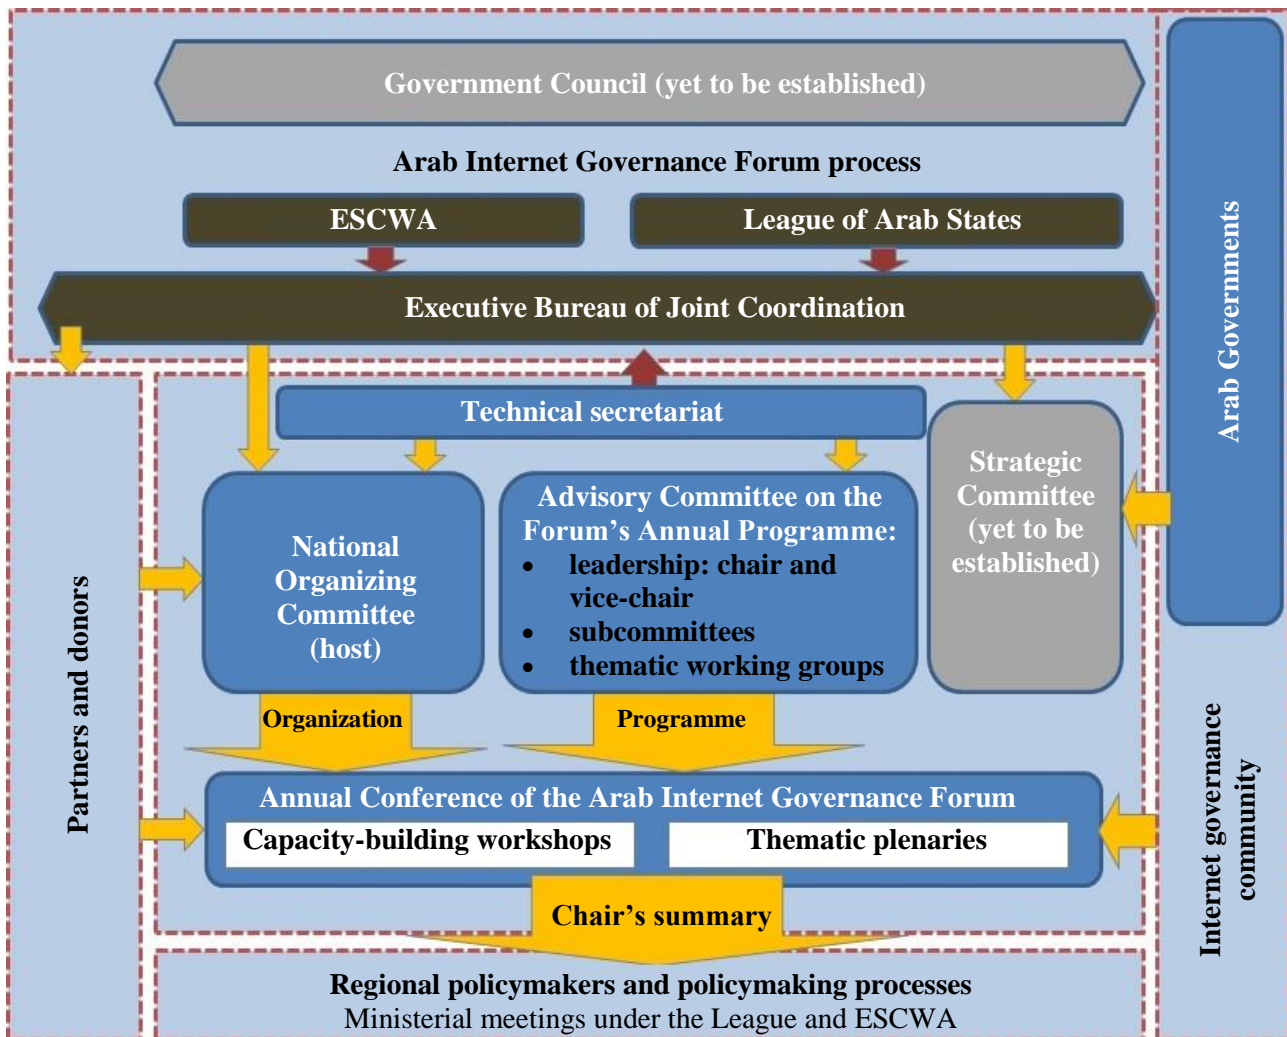 Government Council (yet to be established)
Arab Internet Governance Forum process
ESCWA
League of Arab States
Executive Bureau of Joint Coordination
Arab Governments
Technical secretariat
Strategic
Committee
(yet to be
established)
National
Organizing
Committee
(host)
Advisory Committee on the
Forum's Annual Programme:
• leadership: chair and
vice-chair
• subcommittees
• thematic working groups
Partners and donors
Organization
Programme
Internet governance
community
Annual Conference of the Arab Internet Governance Forum
Capacity-building workshops
Thematic plenaries
Chair's summary
Regional policymakers and policymaking processes
Ministerial meetings under the League and ESCWA